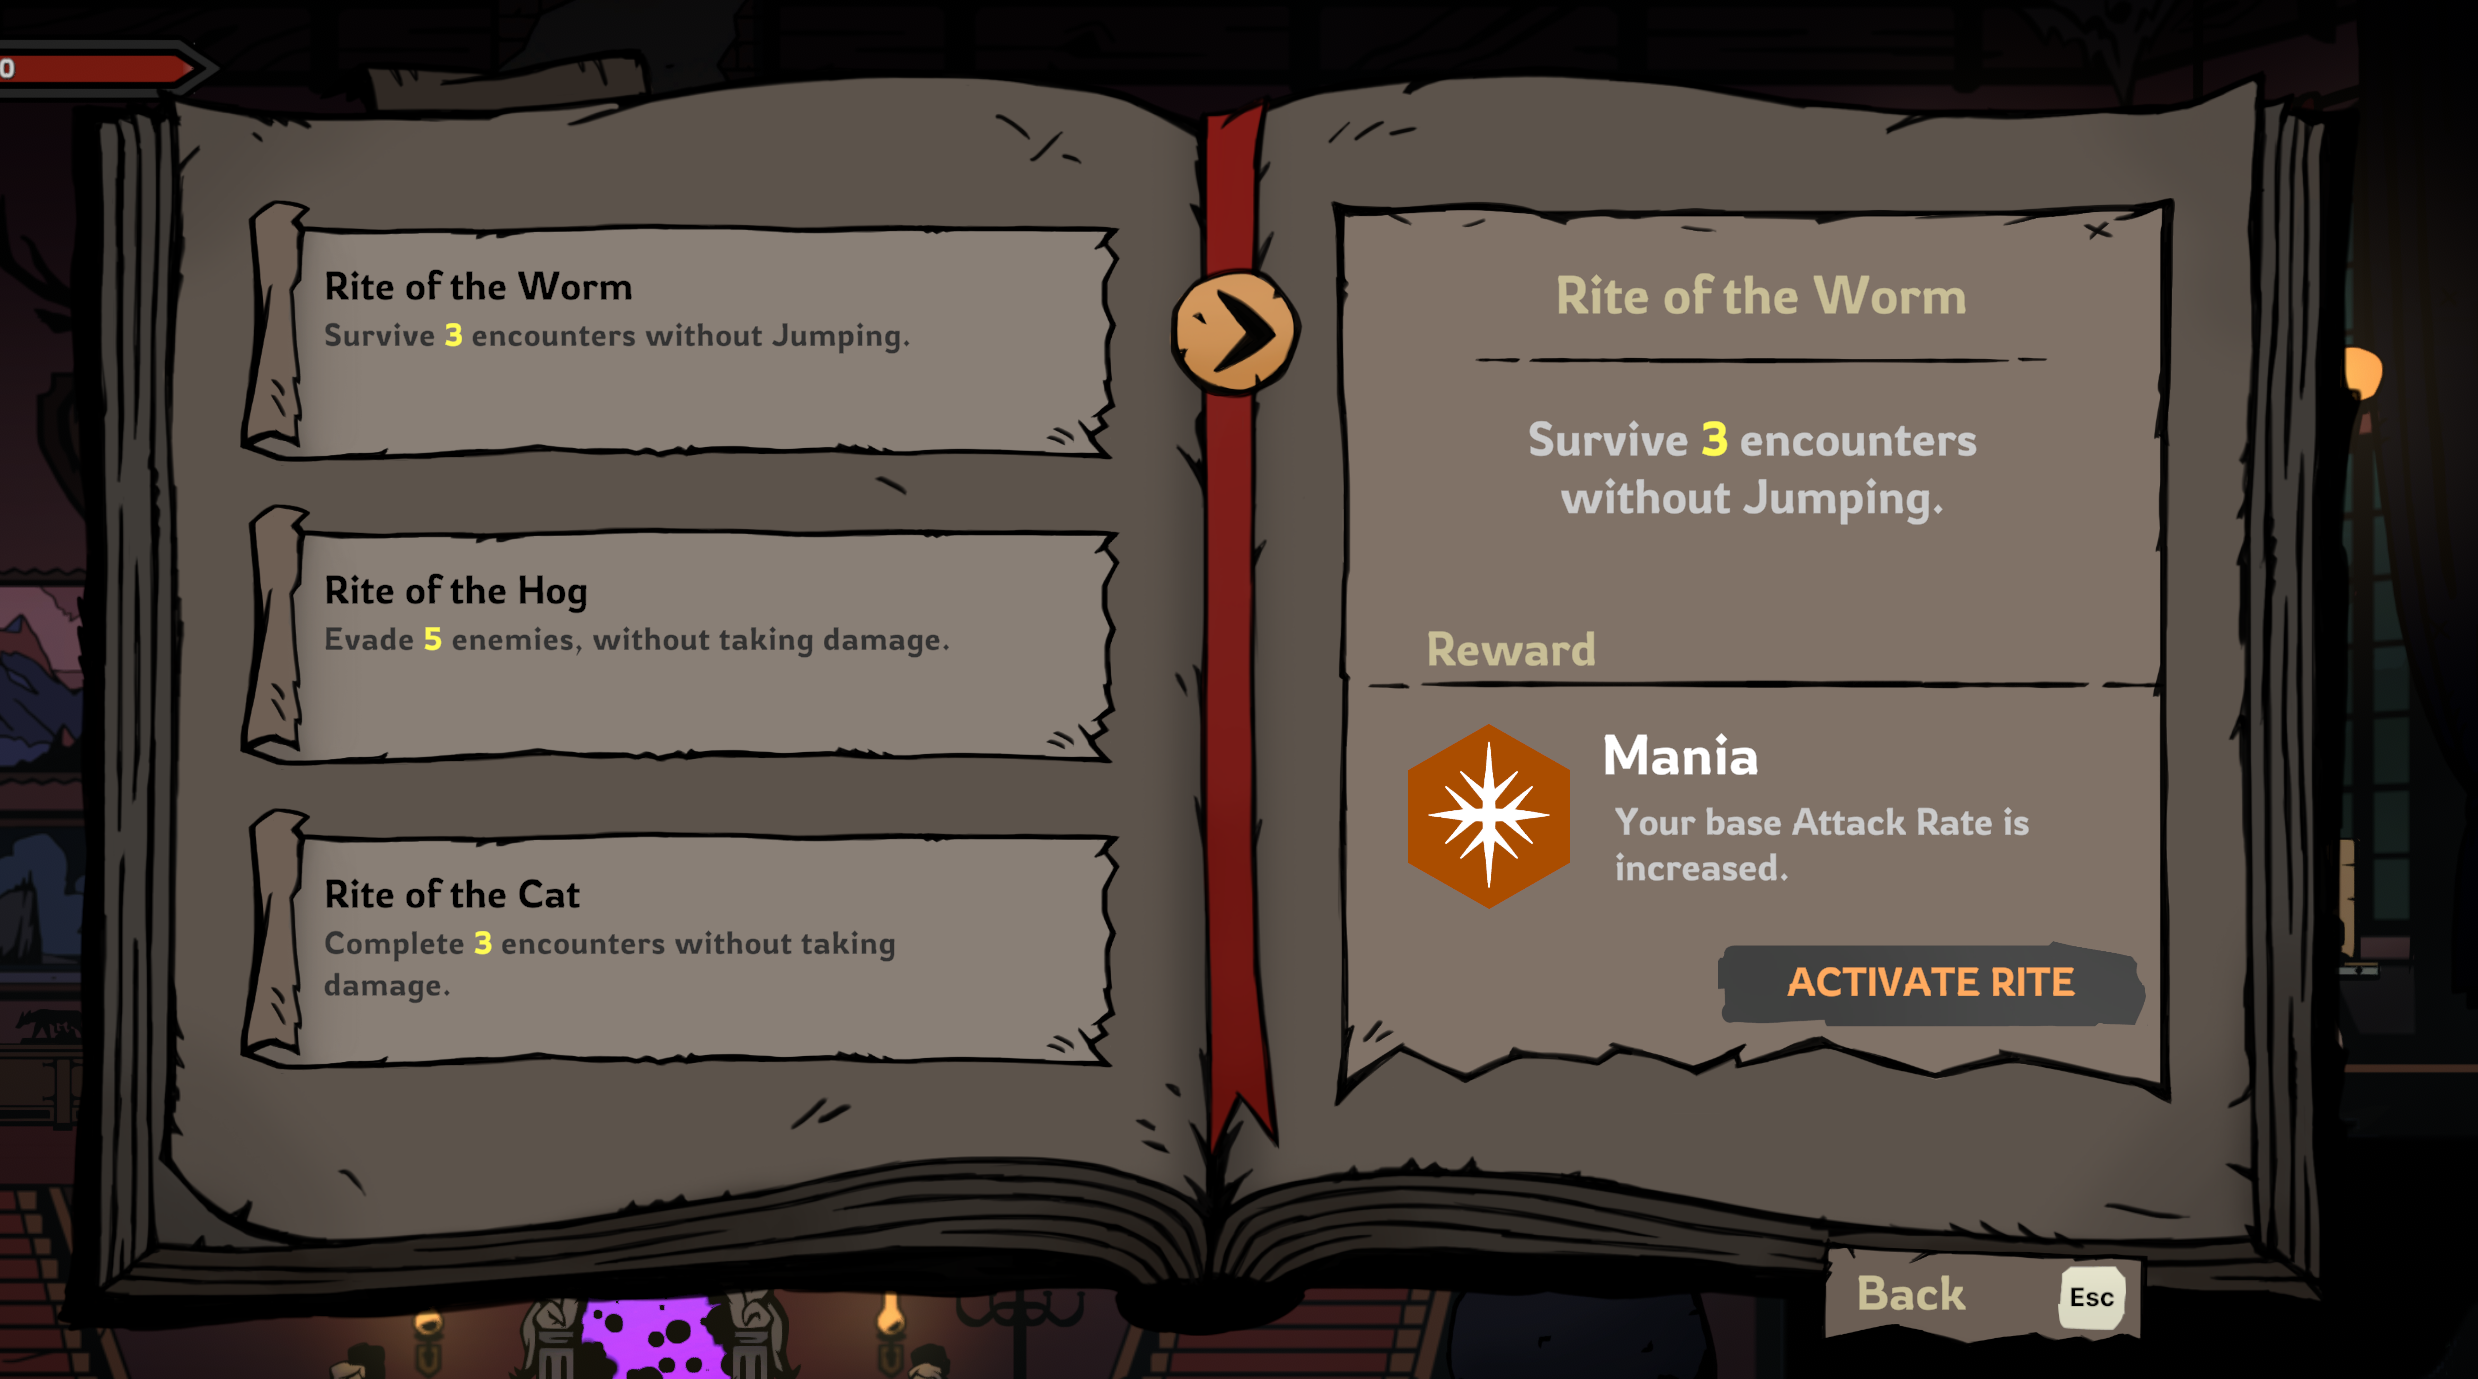 0
Rite of the Worm
Survive 3 encounters without Jumping.
Rite of the Hog
Evade 5 enemies, without taking damage.
Rite of the Cat
Complete 3 encounters without taking
damage.
Rite of the Worm
Survive 3 encounters
without Jumping.
Reward
Mania
Your base Attack Rate is
increased.
ACTIVATE RITE
Back
Esc